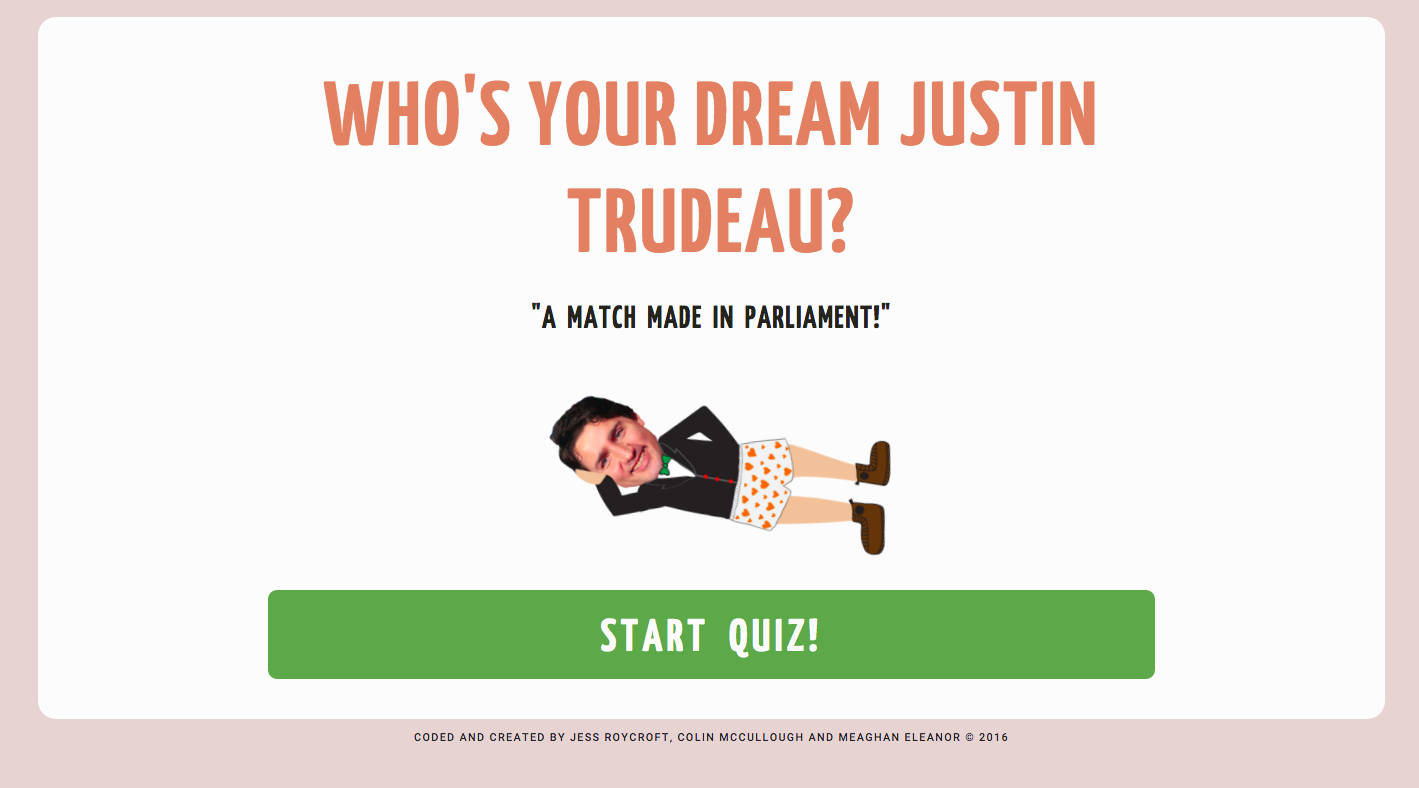 WHO'S YOUR DREAM JUSTIN
TRUDEAU?
"A MATCH MADE IN PARLIAMENT!"
START QUIZ!
CODED AND CREATED BY JESS ROYCROFT, COLIN MCCULLOUGH AND MEAGHAN ELEANOR © 2016